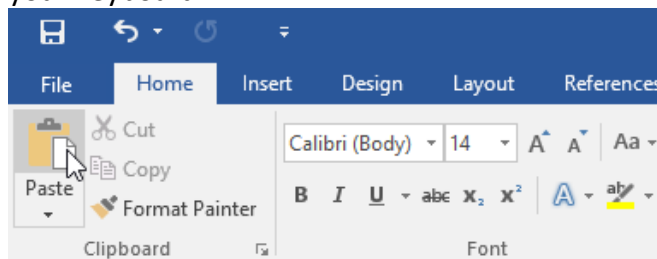 File Home Insert Design Layout References
Cut
Calibri (Body) 14 A A Aa
Copy
Paste
B I U abc X₂ X² A ab
Format Painter
Clipboard Font